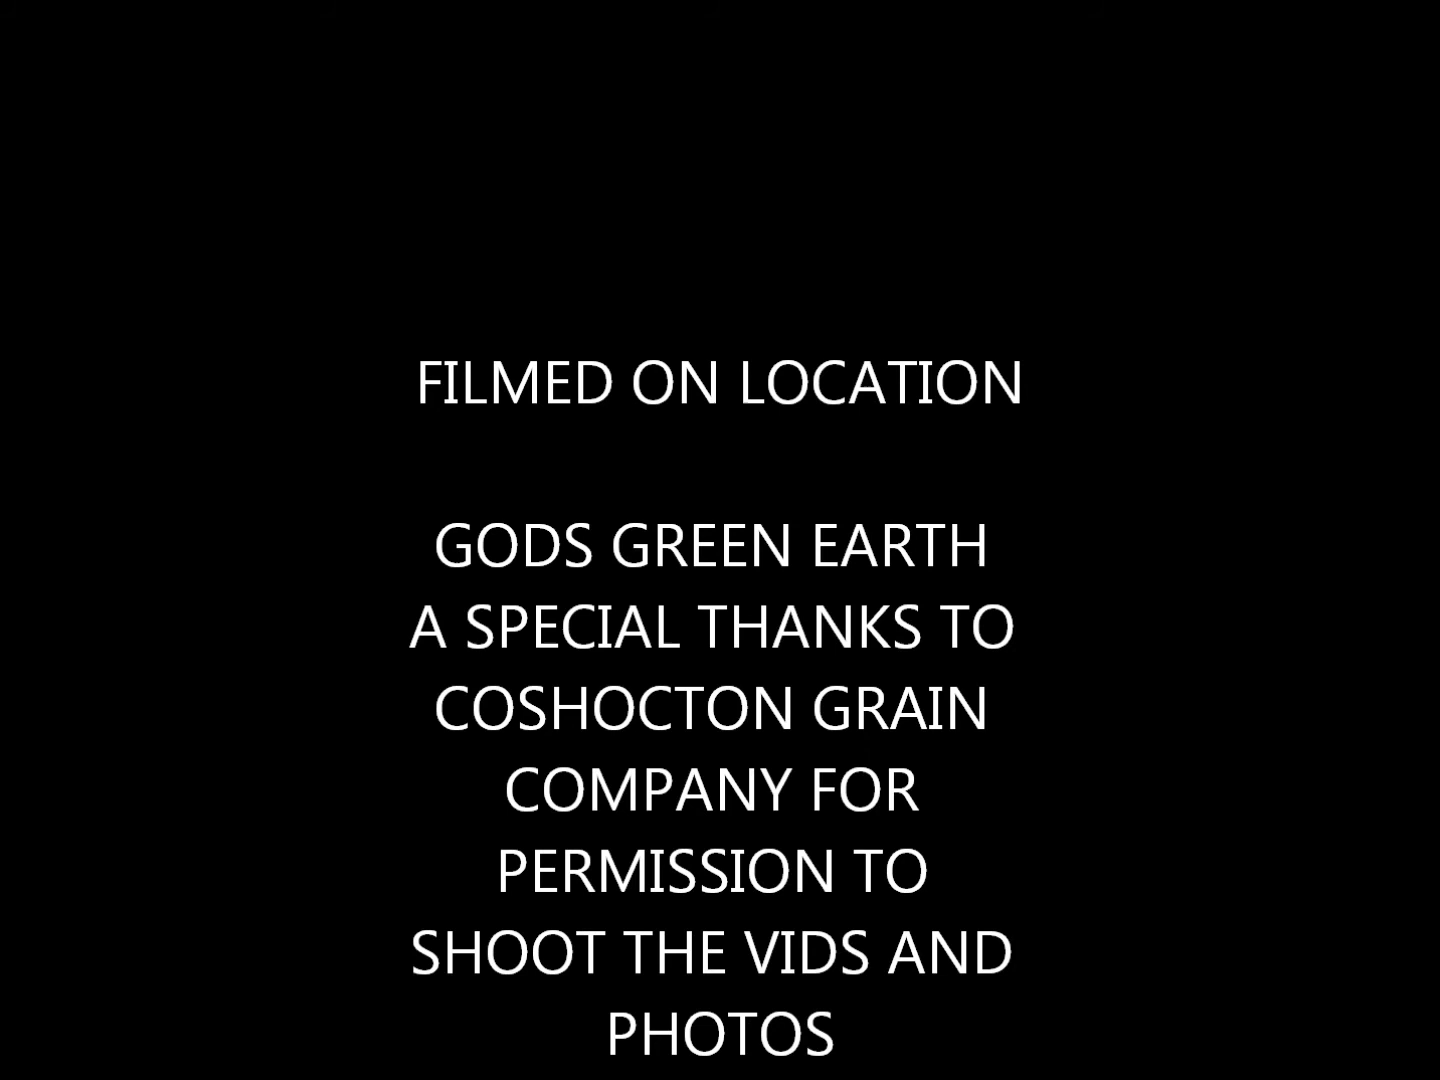 FILMED ON LOCATION
GODS GREEN EARTH
A SPECIAL THANKS TO
COSHOCTON GRAIN
COMPANY FOR
PERMISSION TO
SHOOT THE VIDS AND
PHOTOS